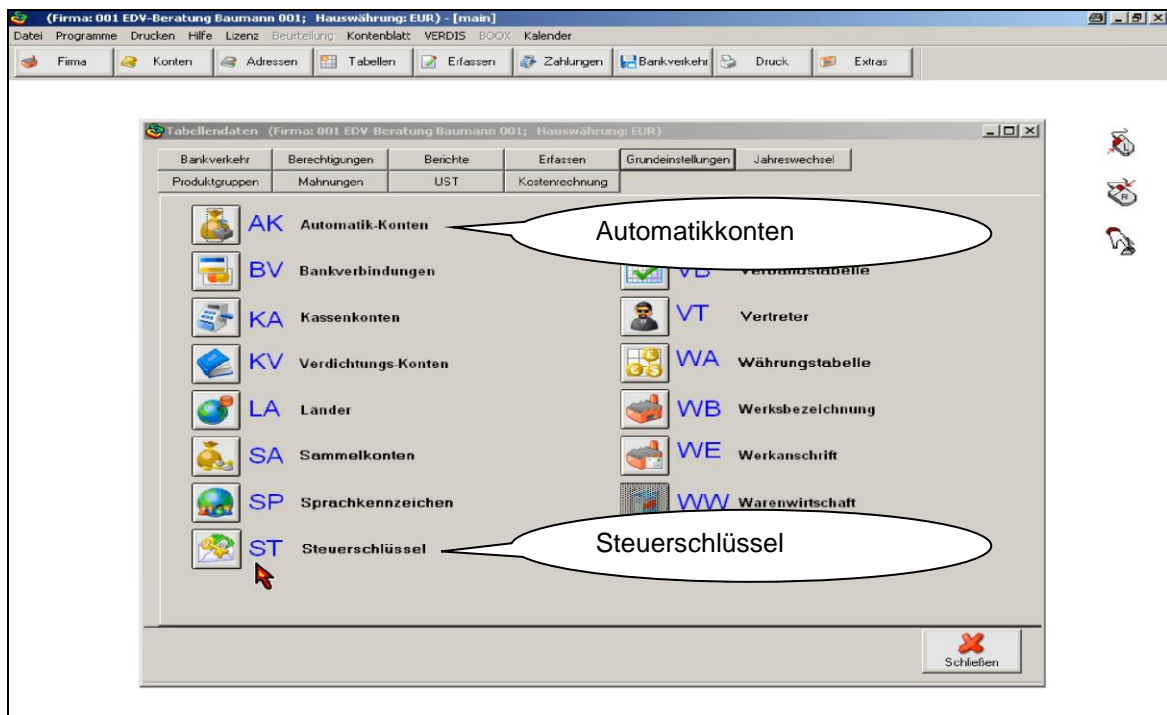 (Firma: 001 EDV-Beratung Baumann 001; Hauswährung: EUR) - [main]
Datei Programme Drucken Hilfe Lizenz Beurteilung Kontenblatt VERDIS BOOX Kalender
Firma Konten Adressen Tabellen Erfassen Zahlungen Bankverkehr Druck Extras
Tabellendaten (Firma: 001 EDV-Beratung Baumann 001; Hauswährung: EUR)
Bankverkehr Berechtigungen Berichte Erfassen Grundeinstellungen Jahreswechsel
Produktgruppen Mahnungen UST Kostenrechnung
AK Automatik-Konten
Automatikkonten
BV Bankverbindungen
VB Verbandstabelle
KA Kassenkonten
VT Vertreter
KV Verdichtungs-Konten
WA Währungstabelle
LA Länder
WB Werksbezeichnung
SA Sammelkonten
WE Werkanschrift
SP Sprachkennzeichen
WW Warenwirtschaft
ST Steuerschlüssel
Steuerschlüssel
Schließen
L
R